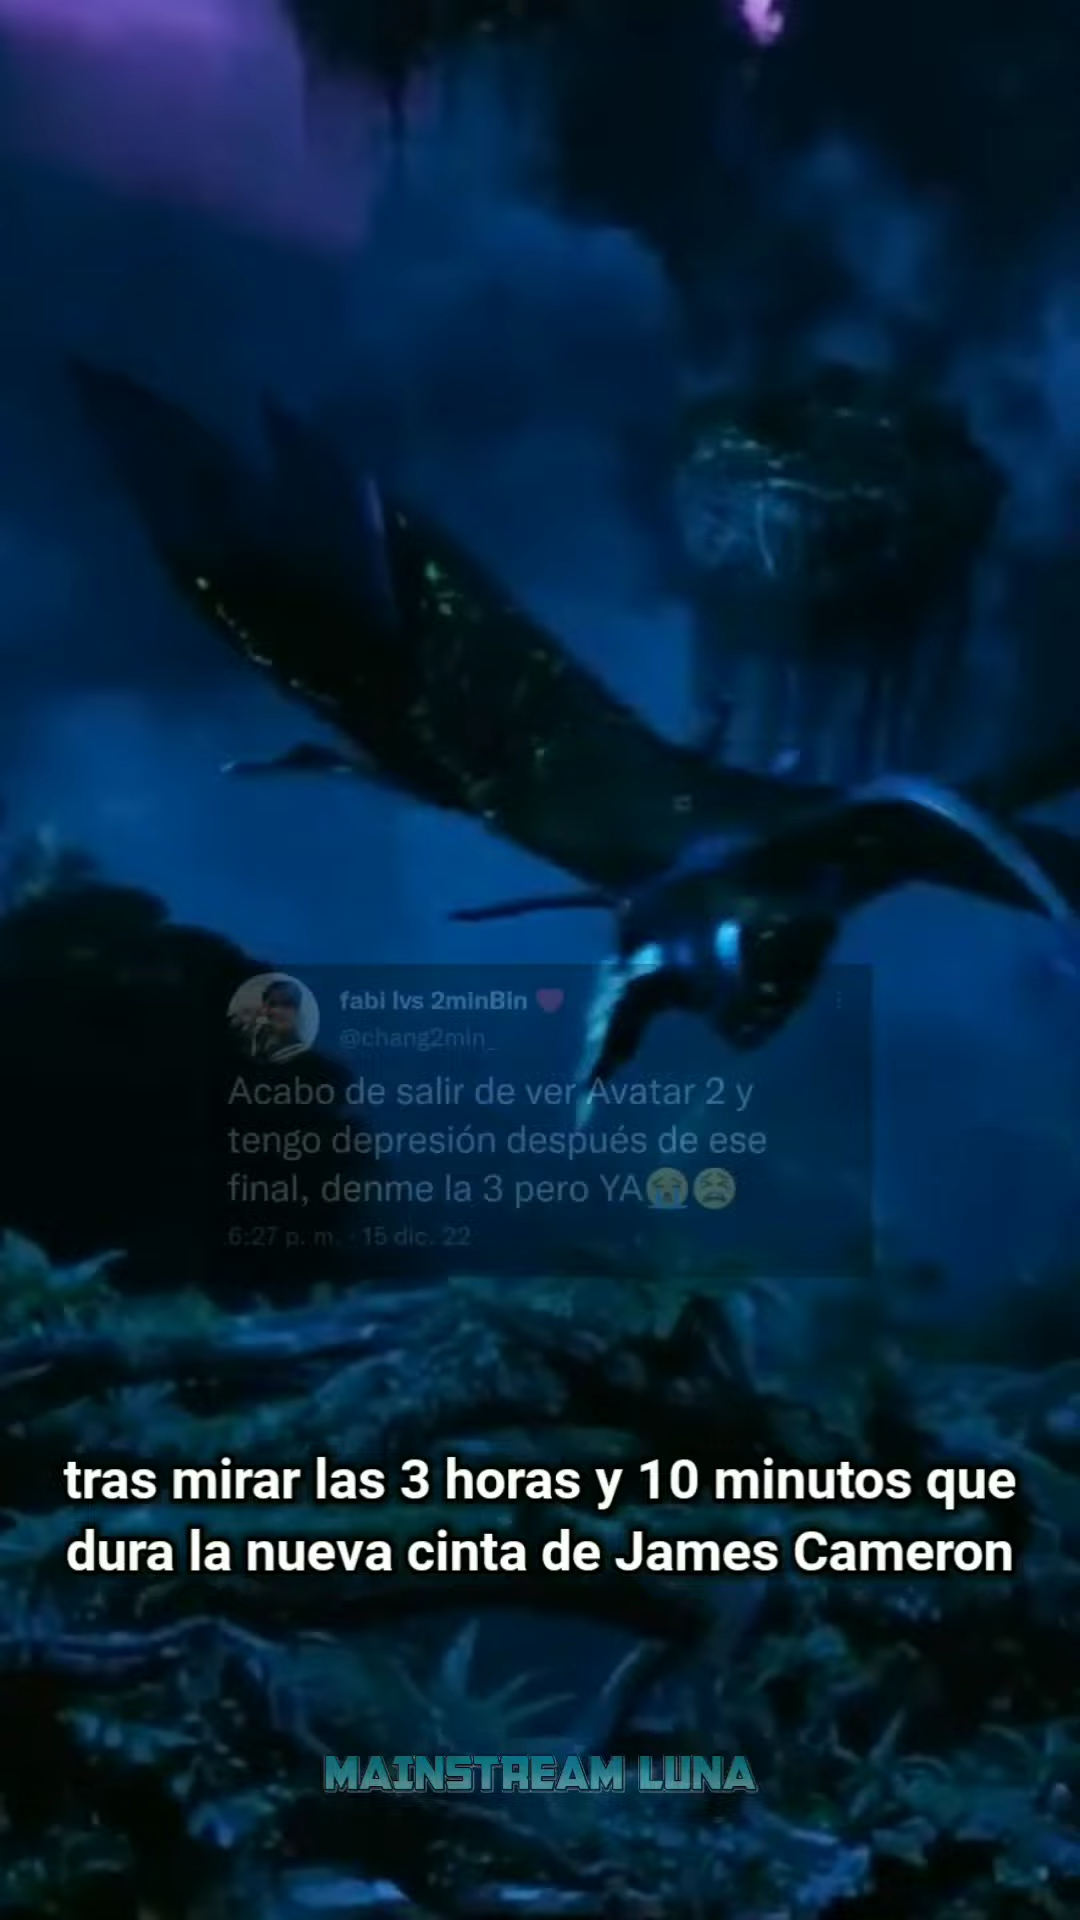 fabi lvs 2minBin ❤
@chang2min_
Acabo de salir de ver Avatar 2 y
tengo depresión después de ese
final, denme la 3 pero YA😭😫
6:27 p. m. · 15 dic. 22
tras mirar las 3 horas y 10 minutos que
dura la nueva cinta de James Cameron
MAINSTREAM LUNA